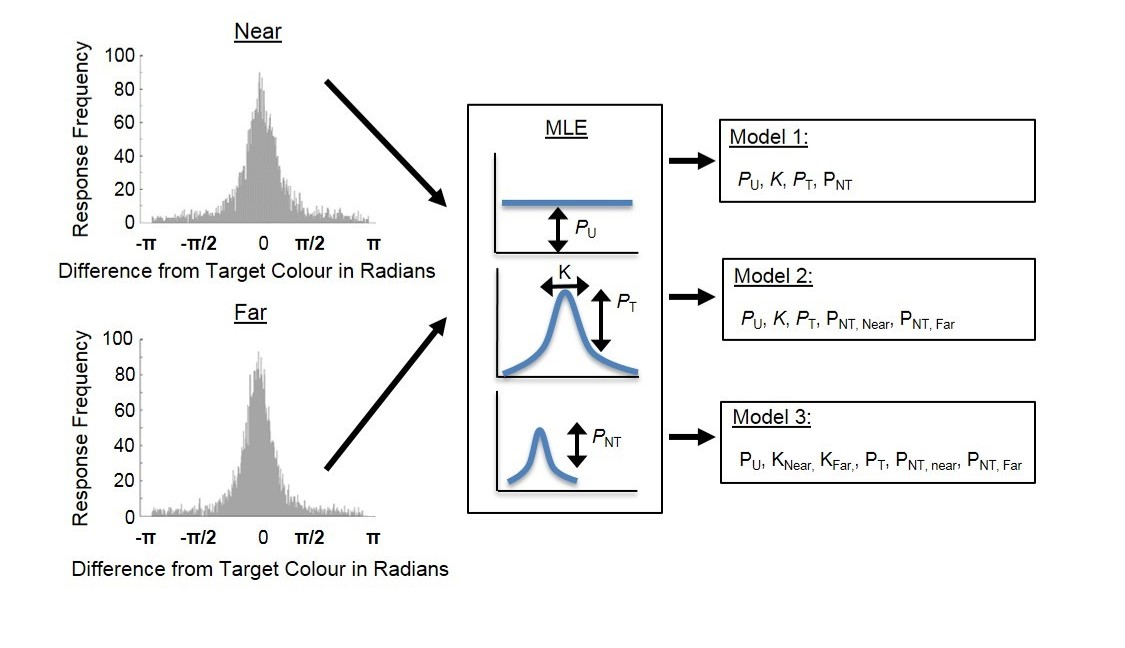 Near
Response Frequency
100
80
60
40
20
0
-π -π/2 0 π/2 π
Difference from Target Colour in Radians
Far
Response Frequency
100
80
60
40
20
0
-π -π/2 0 π/2 π
Difference from Target Colour in Radians
MLE
PU
K
PT
PNT
Model 1:
PU, K, PT, PNT
Model 2:
PU, K, PT, PNT, Near, PNT, Far
Model 3:
PU, KNear, KFar,, PT, PNT, near, PNT, Far